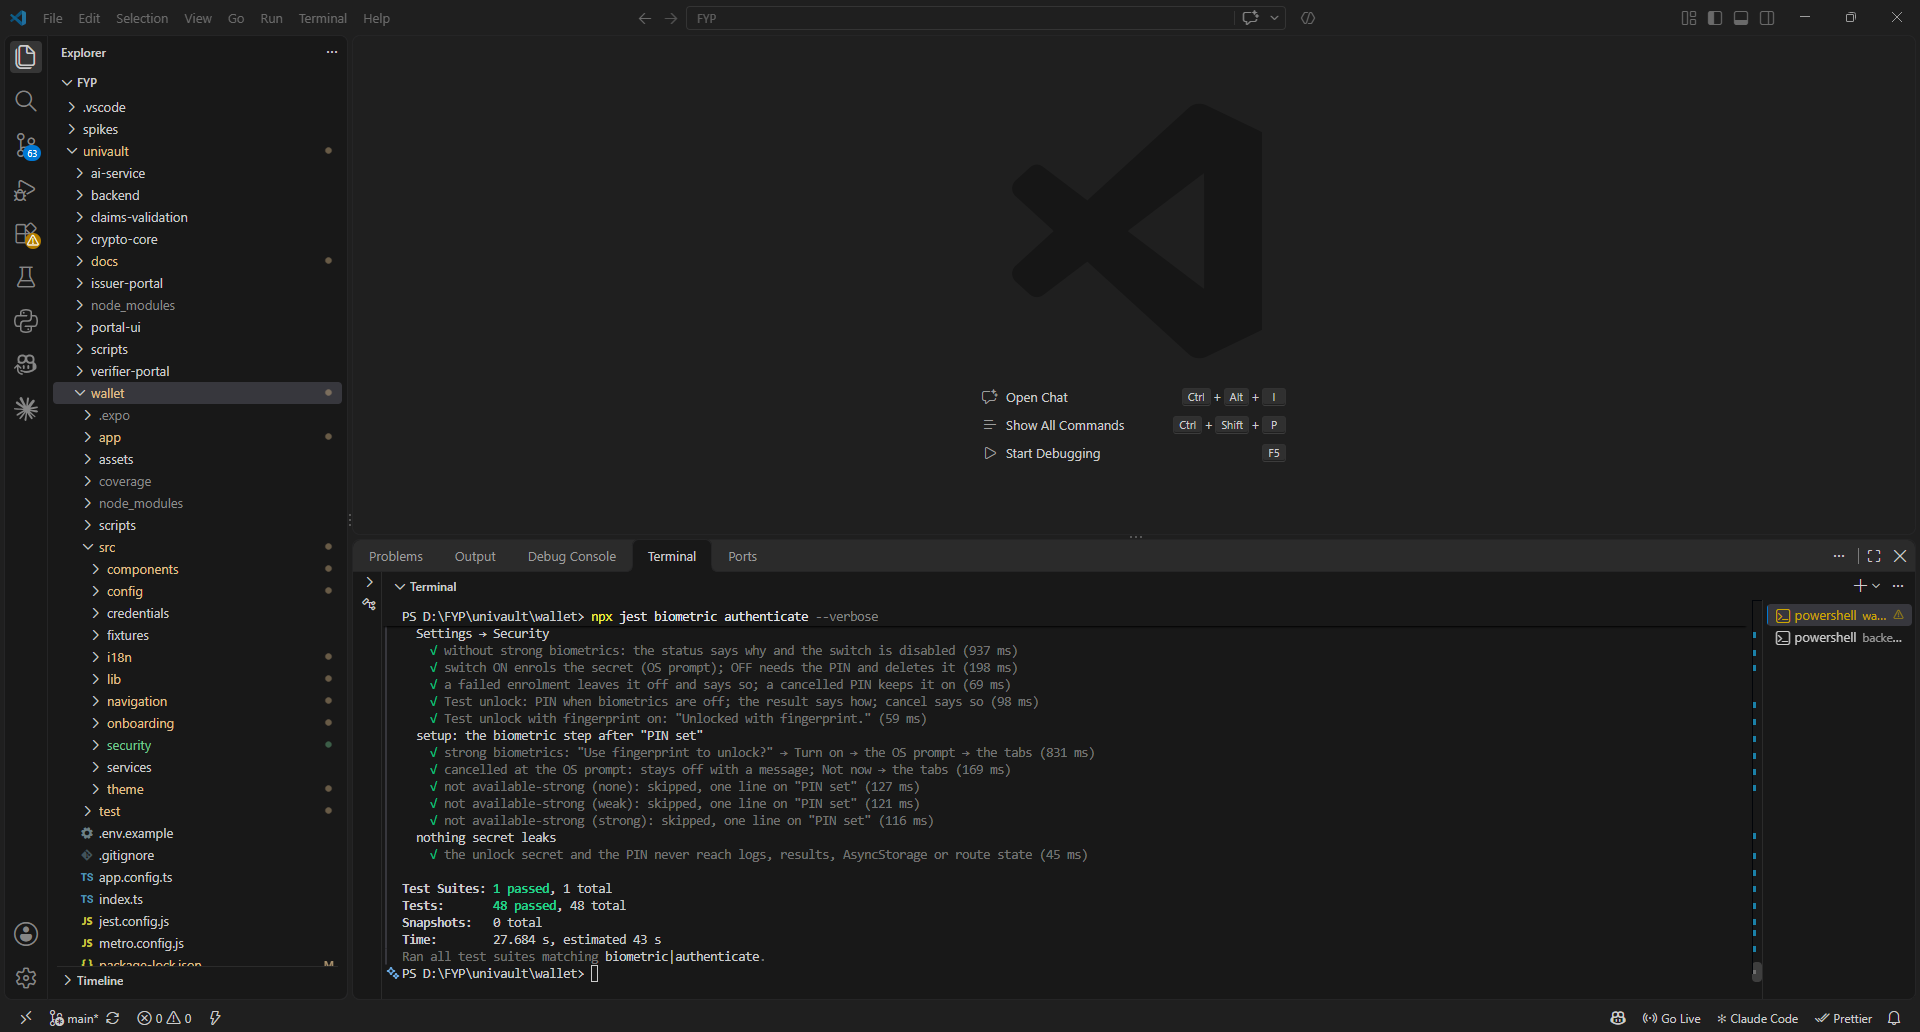 File Edit Selection View Go Run Terminal Help
FYP
Explorer
FYP
.vscode
spikes
63
univault
ai-service
backend
claims-validation
crypto-core
docs
issuer-portal
node_modules
portal-ui
scripts
verifier-portal
wallet
.expo
app
assets
coverage
node_modules
scripts
src
components
config
credentials
fixtures
i18n
lib
navigation
onboarding
security
services
theme
test
.env.example
.gitignore
TS app.config.ts
TS index.ts
JS jest.config.js
JS metro.config.js
{} package-lock.json M
Timeline
Open Chat Ctrl + Alt + I
Show All Commands Ctrl + Shift + P
Start Debugging F5
Problems Output Debug Console Terminal Ports
Terminal
PS D:\FYP\univault\wallet> npx jest biometric authenticate --verbose
Settings → Security
√ without strong biometrics: the status says why and the switch is disabled (937 ms)
√ switch ON enrols the secret (OS prompt); OFF needs the PIN and deletes it (198 ms)
√ a failed enrolment leaves it off and says so; a cancelled PIN keeps it on (69 ms)
√ Test unlock: PIN when biometrics are off; the result says how; cancel says so (98 ms)
√ Test unlock with fingerprint on: "Unlocked with fingerprint." (59 ms)
setup: the biometric step after "PIN set"
√ strong biometrics: "Use fingerprint to unlock?" → Turn on → the OS prompt → the tabs (831 ms)
√ cancelled at the OS prompt: stays off with a message; Not now → the tabs (169 ms)
√ not available-strong (none): skipped, one line on "PIN set" (127 ms)
√ not available-strong (weak): skipped, one line on "PIN set" (121 ms)
√ not available-strong (strong): skipped, one line on "PIN set" (116 ms)
nothing secret leaks
√ the unlock secret and the PIN never reach logs, results, AsyncStorage or route state (45 ms)
Test Suites: 1 passed, 1 total
Tests: 48 passed, 48 total
Snapshots: 0 total
Time: 27.684 s, estimated 43 s
Ran all test suites matching biometric|authenticate.
PS D:\FYP\univault\wallet>
powershell wa...
powershell backe...
main* 0 0
Go Live Claude Code Prettier